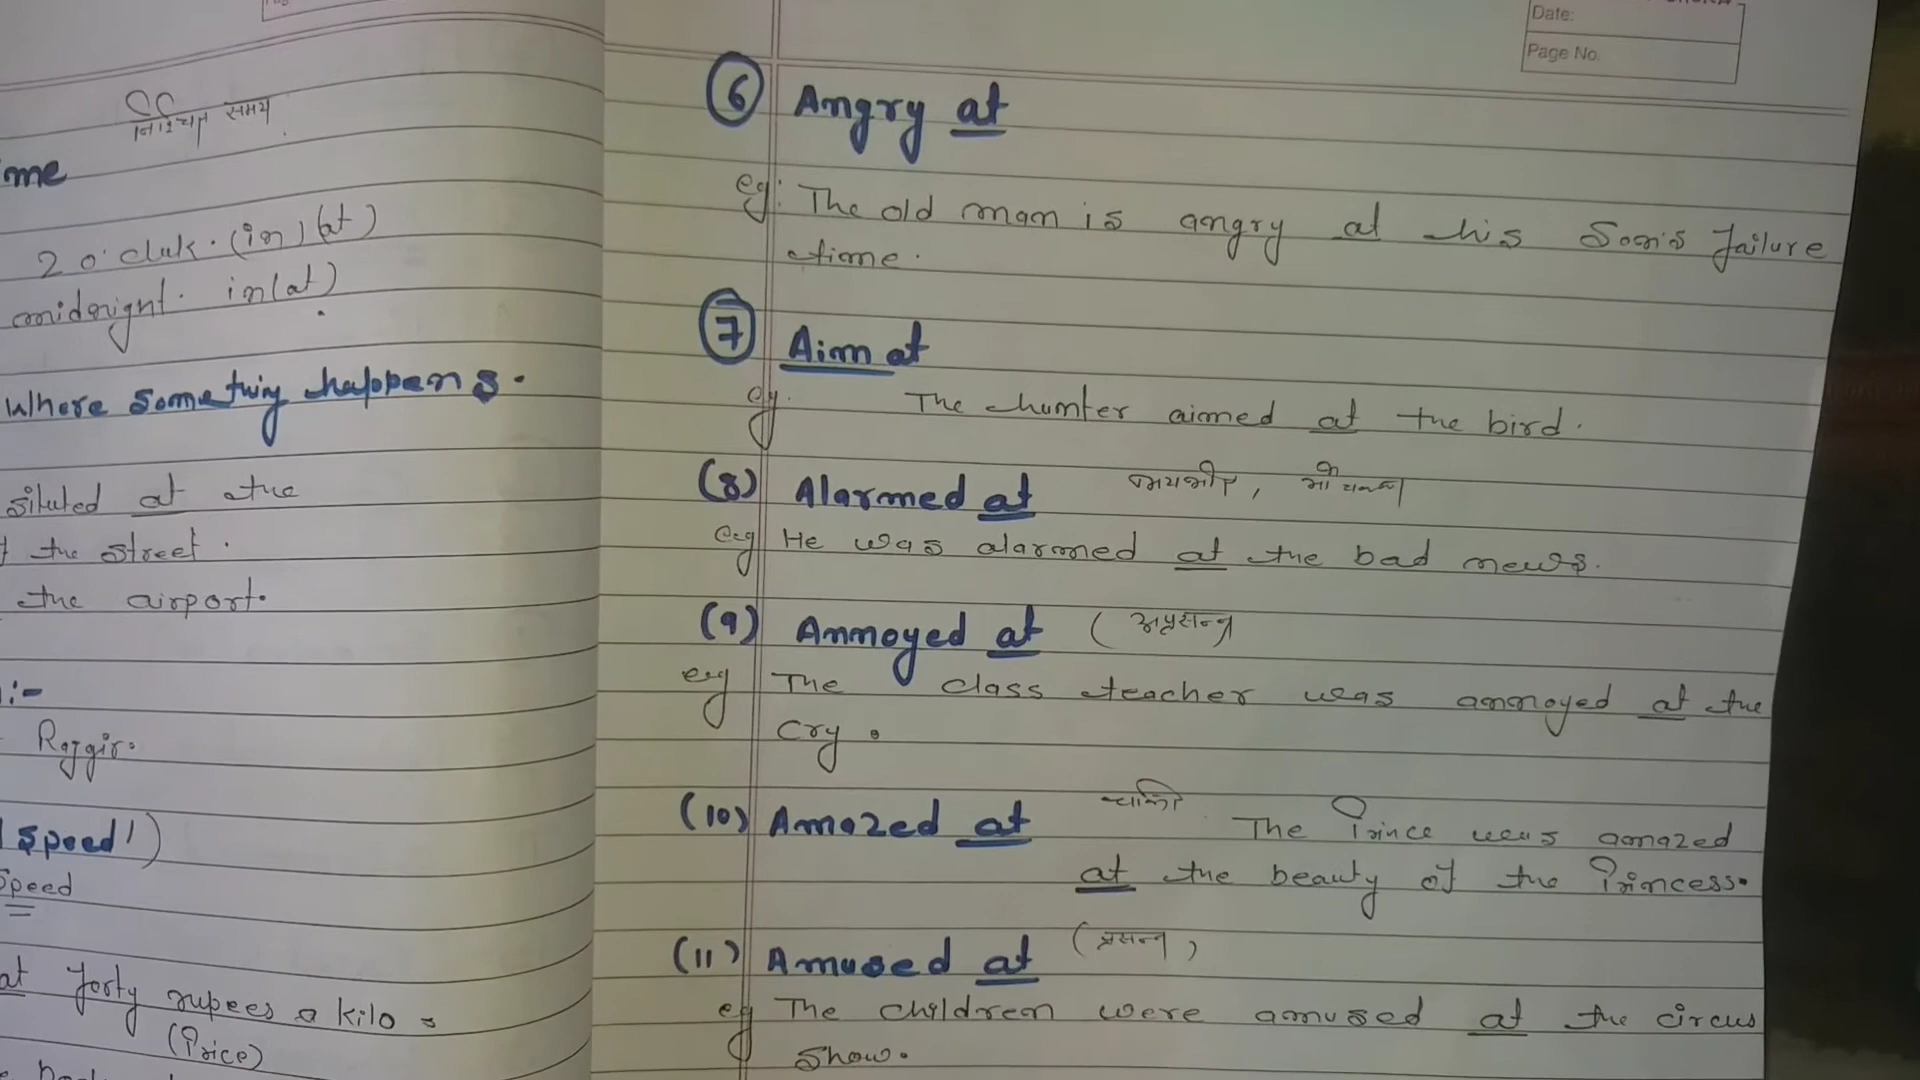 निश्चित समय
me
2 o'clock. (in) (at)
midnight. in(at)
where something happens.
situted at the
the street.
the airport.
:-
Rajgir.
speed')
Speed
at forty rupees a kilo
(Price)
Date:
Page No.
6 Angry at
eg: The old man is angry at his Son's failure
time.
7 Aim at
eg. The hunter aimed at the bird.
(8) Alarmed at भयभीत,
eg He was alarmed at the bad news.
(9) Annoyed at (अप्रसन्न)
eg The class teacher was annoyed at the
Cry.
(10) Amazed at The Prince was amazed
at the beauty of the Princess.
(11) Amused at (प्रसन्न)
eg The children were amused at the circus
show.